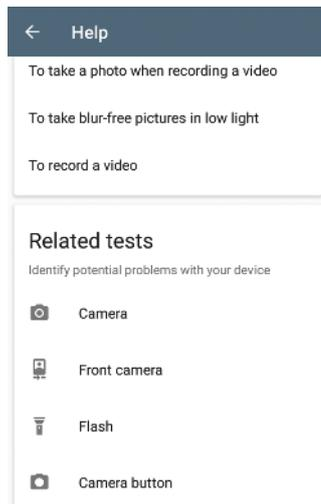 Help
To take a photo when recording a video
To take blur-free pictures in low light
To record a video
Related tests
Identify potential problems with your device
Camera
Front camera
Flash
Camera button